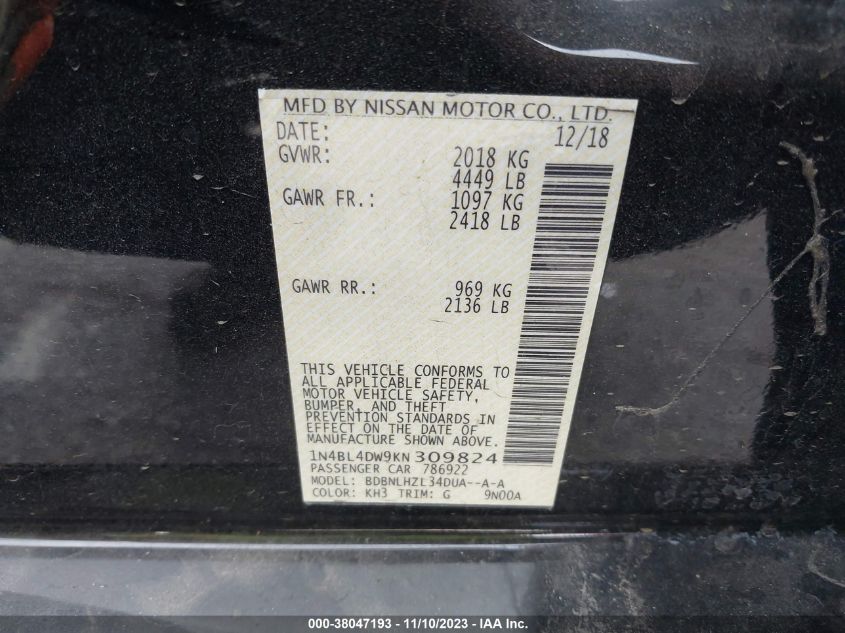 MFD BY NISSAN MOTOR CO., LTD.
DATE: 12/18
GVWR: 2018 KG
4449 LB
GAWR FR.: 1097 KG
2418 LB
GAWR RR.: 969 KG
2136 LB
THIS VEHICLE CONFORMS TO
ALL APPLICABLE FEDERAL
MOTOR VEHICLE SAFETY,
BUMPER, AND THEFT
PREVENTION STANDARDS IN
EFFECT ON THE DATE OF
MANUFACTURE SHOWN ABOVE.
1N4BL4DW9KN309824
PASSENGER CAR 786922
MODEL: BDBNLHZL34DUA--A-A
COLOR: KH3 TRIM: G 9N00A
000-38047193 - 11/10/2023 - IAA Inc.